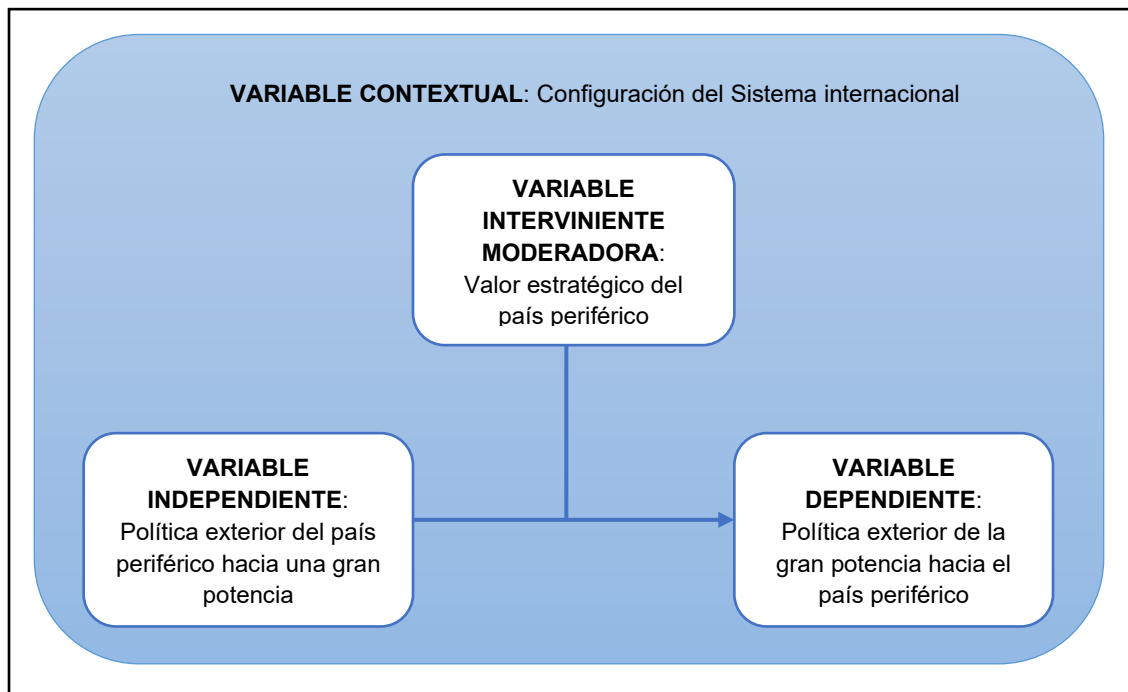 VARIABLE CONTEXTUAL: Configuración del Sistema internacional
VARIABLE
INTERVINIENTE
MODERADORA:
Valor estratégico del
país periférico
VARIABLE
INDEPENDIENTE:
Política exterior del país
periférico hacia una gran
potencia
VARIABLE
DEPENDIENTE:
Política exterior de la
gran potencia hacia el
país periférico